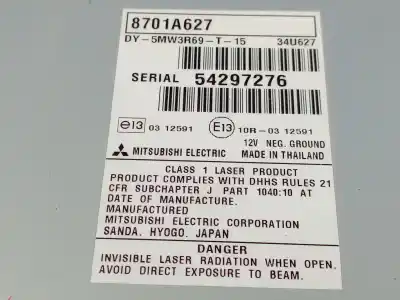 8701A627
DY-5MW3R69-T-15 34U627
SERIAL 54297276
e13 03 12591 E13 10R-03 12591
12V NEG. GROUND
MITSUBISHI ELECTRIC MADE IN THAILAND
CLASS 1 LASER PRODUCT
PRODUCT COMPLIES WITH DHHS RULES 21
CFR SUBCHAPTER J PART 1040:10 AT
DATE OF MANUFACTURE.
MANUFACTURED
MITSUBISHI ELECTRIC CORPORATION
SANDA, HYOGO, JAPAN
DANGER
INVISIBLE LASER RADIATION WHEN OPEN.
AVOID DIRECT EXPOSURE TO BEAM.